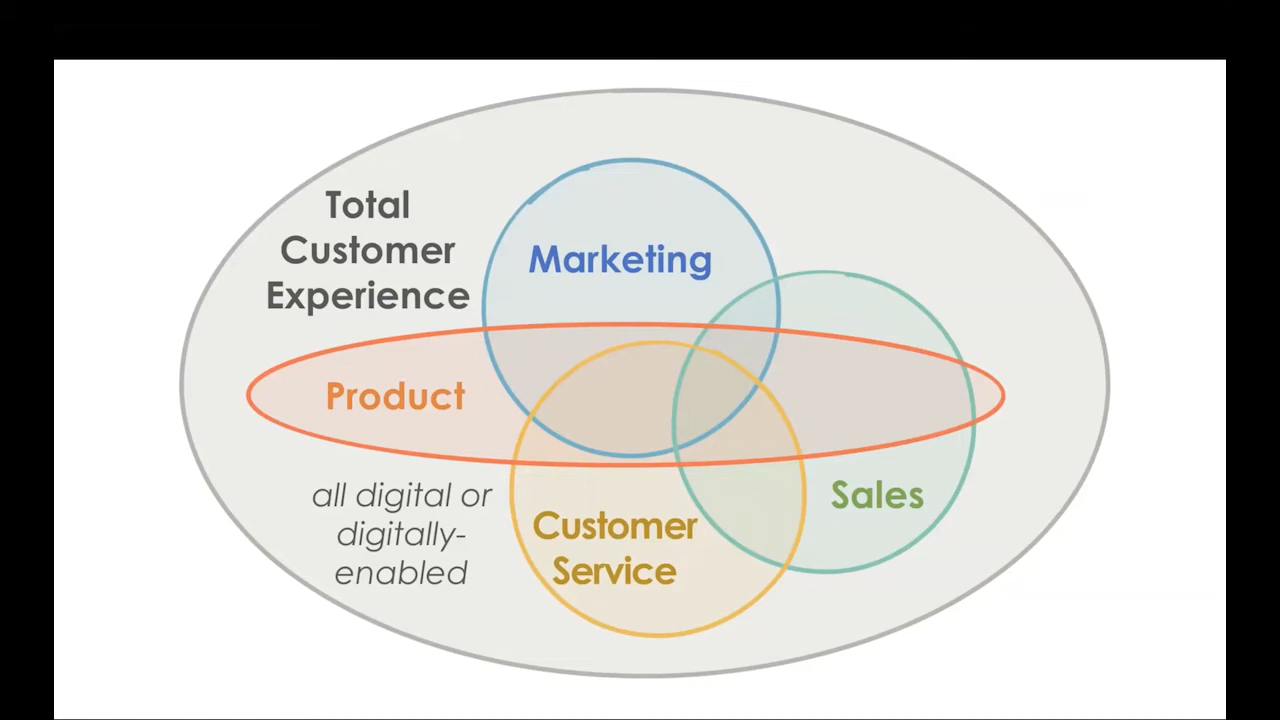 Total
Customer
Experience
Marketing
Product
all digital or
digitally-
enabled
Customer
Service
Sales